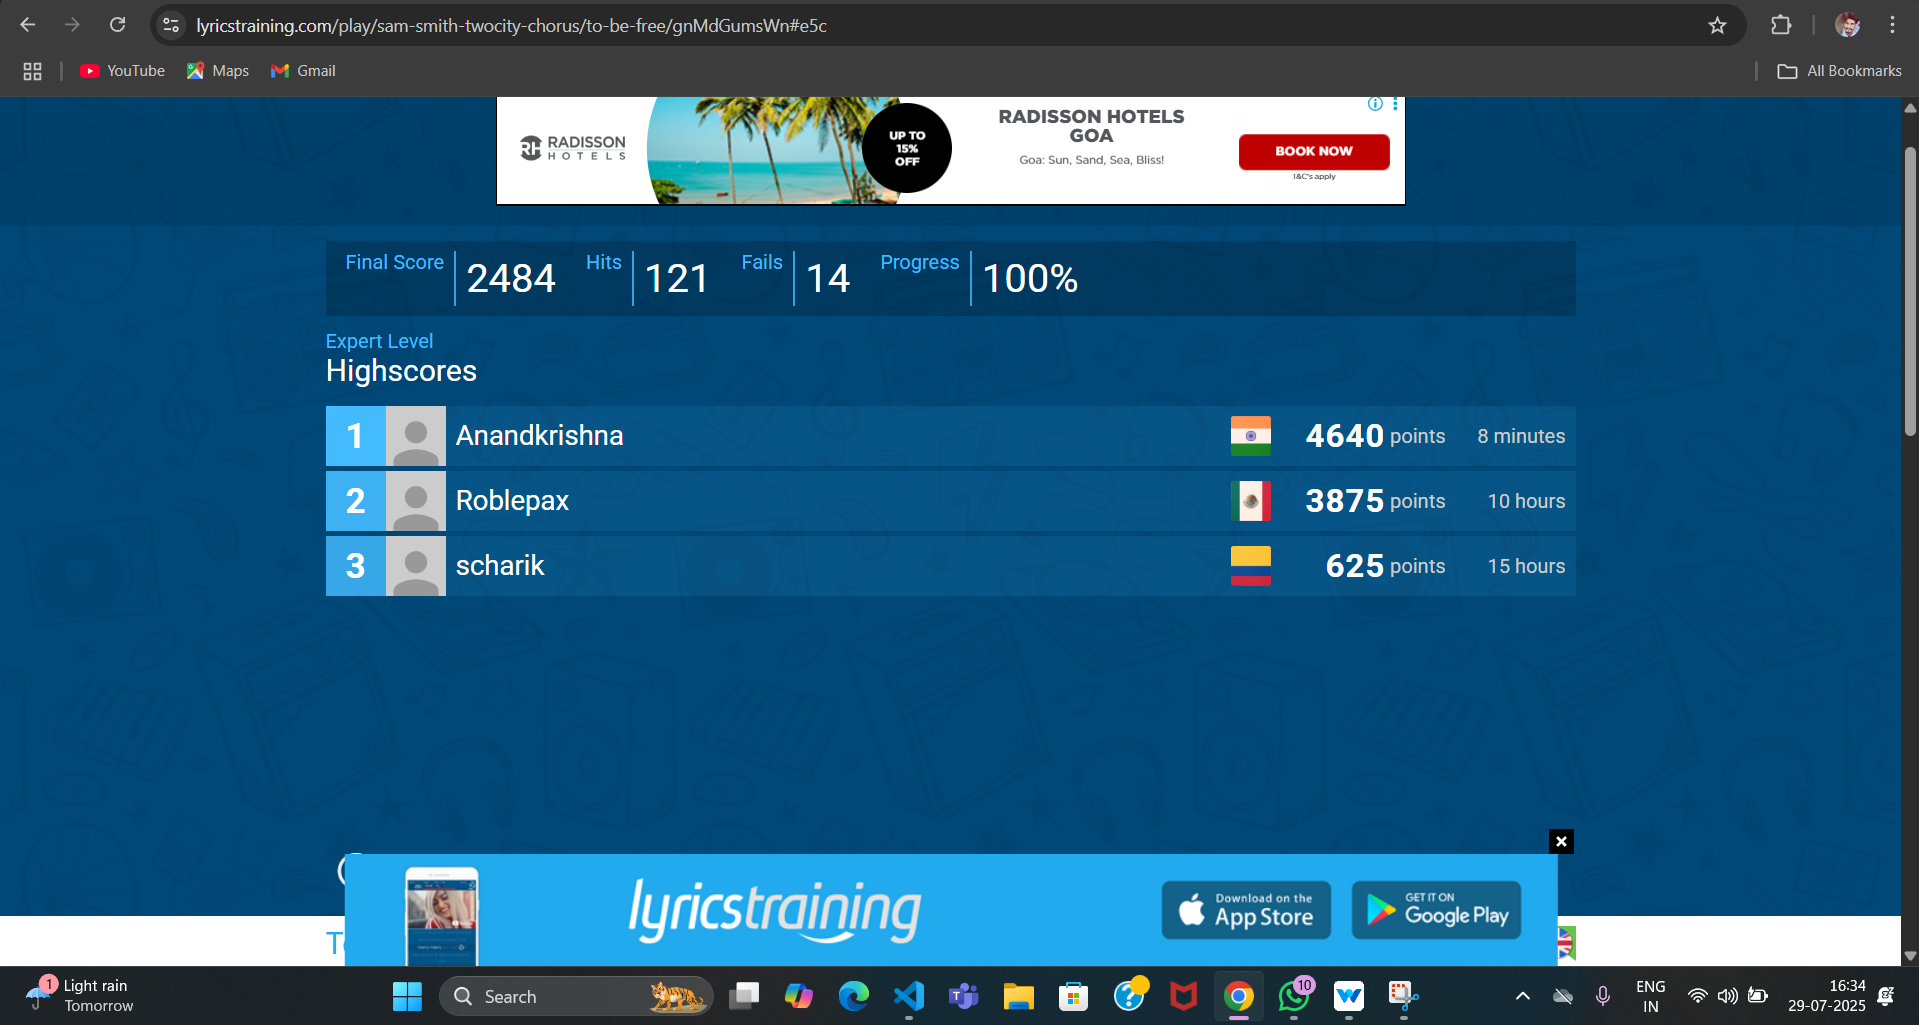 lyricstraining.com/play/sam-smith-twocity-chorus/to-be-free/gnMdGumsWn#e5c
YouTube
Maps
Gmail
All Bookmarks
RH RADISSON
HOTELS
UP TO
15%
OFF
RADISSON HOTELS
GOA
Goa: Sun, Sand, Sea, Bliss!
BOOK NOW
T&C's apply
Final Score 2484 Hits 121 Fails 14 Progress 100%
Expert Level
Highscores
1 Anandkrishna 4640 points 8 minutes
2 Roblepax 3875 points 10 hours
3 scharik 625 points 15 hours
lyricstraining
Download on the
App Store
GET IT ON
Google Play
1
Light rain
Tomorrow
Search
10
ENG
IN
16:34
29-07-2025